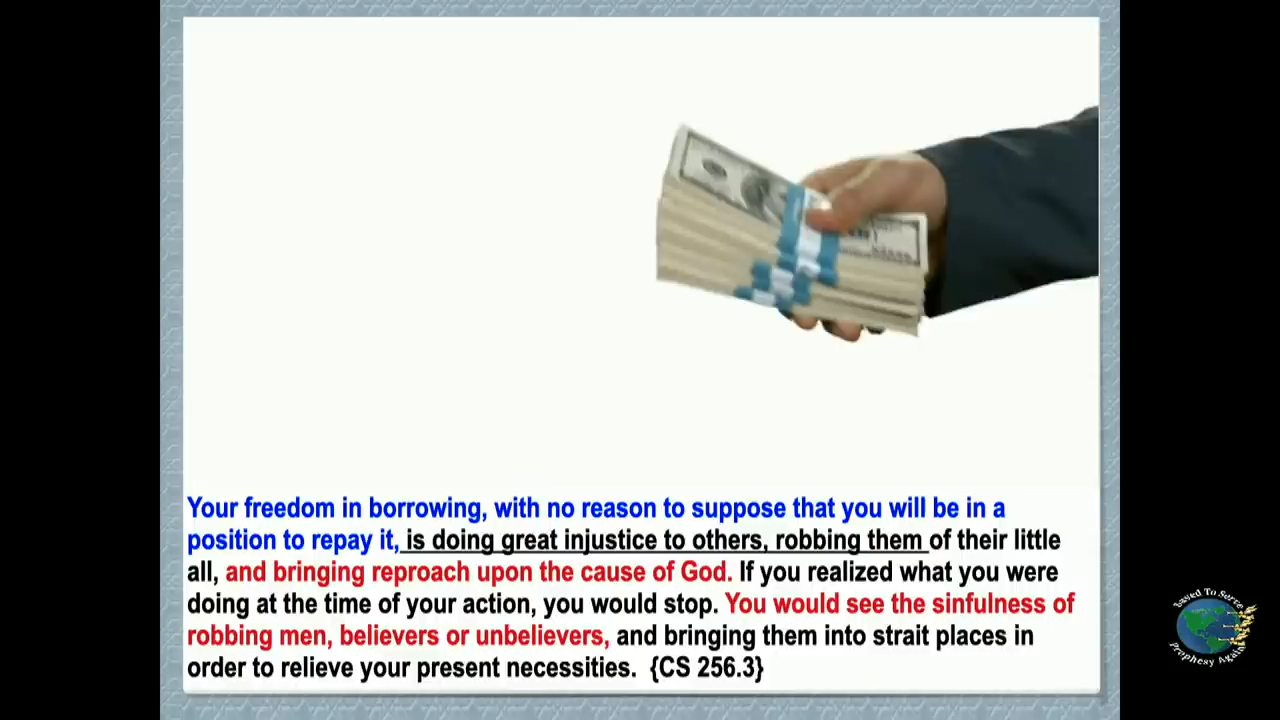 Your freedom in borrowing, with no reason to suppose that you will be in a
position to repay it, is doing great injustice to others, robbing them of their little
all, and bringing reproach upon the cause of God. If you realized what you were
doing at the time of your action, you would stop. You would see the sinfulness of
robbing men, believers or unbelievers, and bringing them into strait places in
order to relieve your present necessities. {CS 256.3}
To Serve
Prophesy Again